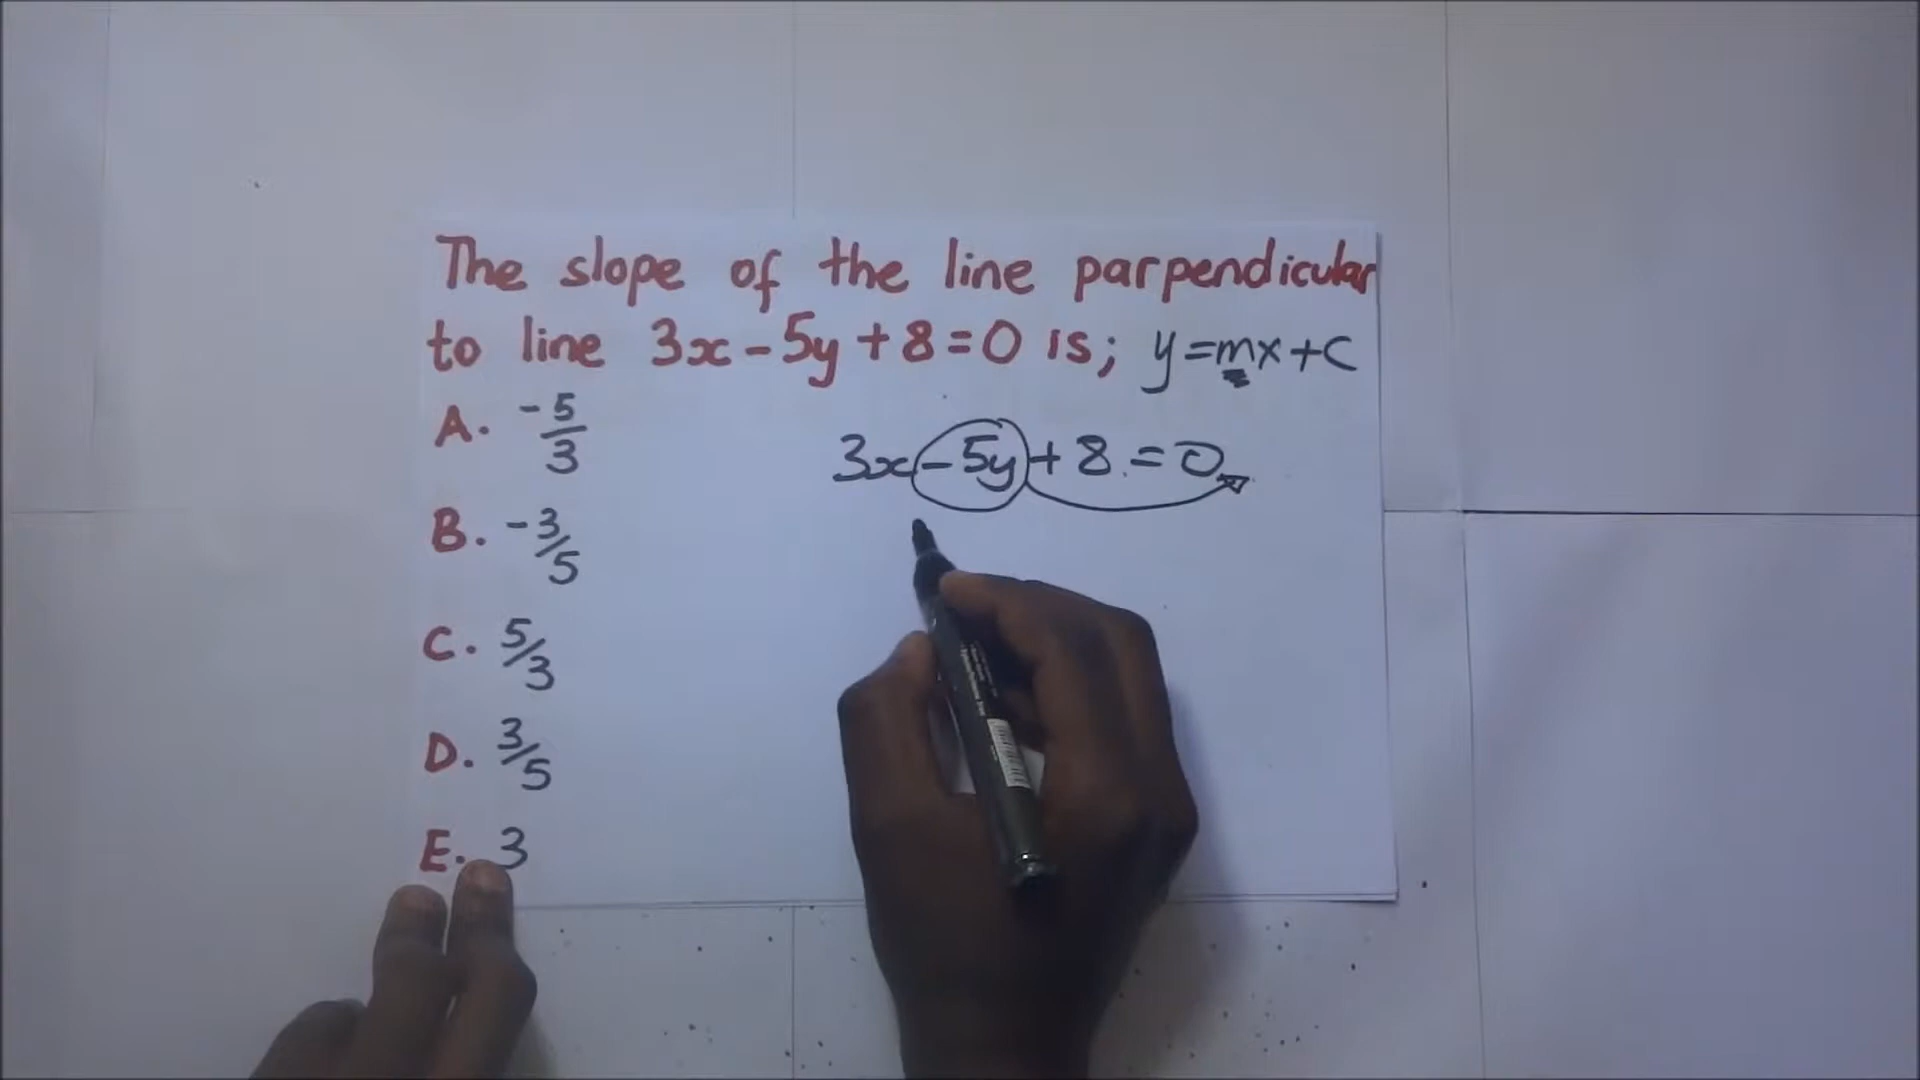 The slope of the line parpendicular
to line 3x-5y+8=0 is; y=mx+c
A. -5/3
3x-5y+8=0
B. -3/5
C. 5/3
D. 3/5
E. 3